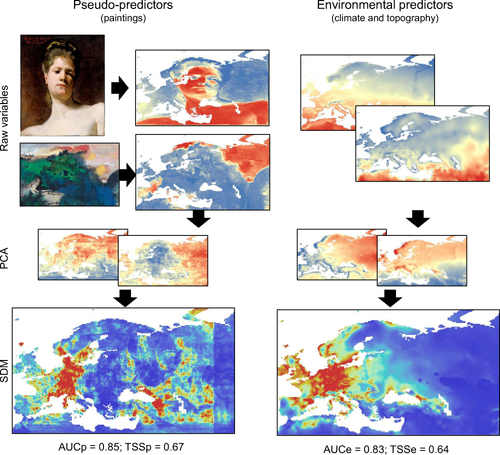 Pseudo-predictors
(paintings)
Environmental predictors
(climate and topography)
Raw variables
PCA
SDM
AUCp = 0.85; TSSp = 0.67
AUCe = 0.83; TSSe = 0.64